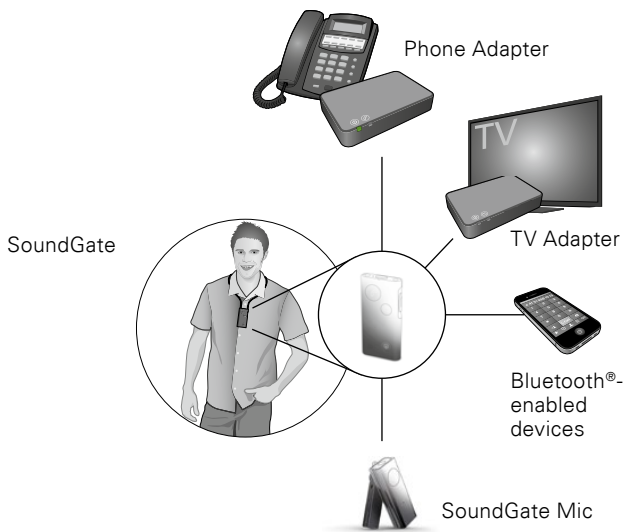 Phone Adapter
TV
TV Adapter
SoundGate
Bluetooth®-
enabled
devices
SoundGate Mic